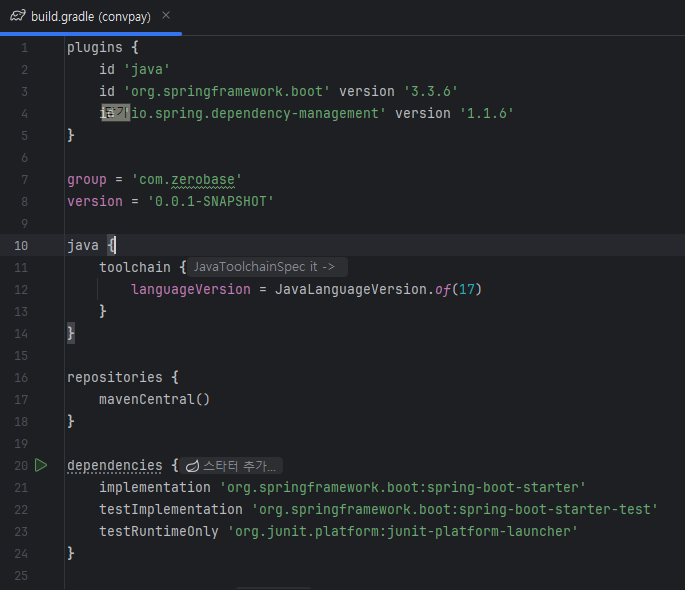 build.gradle (convpay)
1 plugins {
2 id 'java'
3 id 'org.springframework.boot' version '3.3.6'
4 'io.spring.dependency-management' version '1.1.6'
5 }
6
7 group = 'com.zerobase'
8 version = '0.0.1-SNAPSHOT'
9
10 java {
11 toolchain { JavaToolchainSpec it ->
12 languageVersion = JavaLanguageVersion.of(17)
13 }
14 }
15
16 repositories {
17 mavenCentral()
18 }
19
20 dependencies { 스타터 추가...
21 implementation 'org.springframework.boot:spring-boot-starter'
22 testImplementation 'org.springframework.boot:spring-boot-starter-test'
23 testRuntimeOnly 'org.junit.platform:junit-platform-launcher'
24 }
25